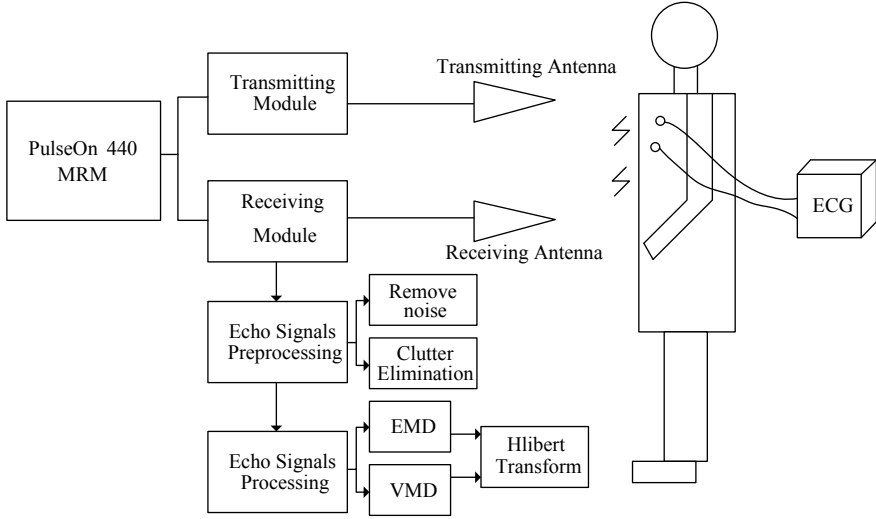 PulseOn 440
MRM
Transmitting
Module
Transmitting Antenna
Receiving
Module
Receiving Antenna
ECG
Echo Signals
Preprocessing
Remove
noise
Clutter
Elimination
Echo Signals
Processing
EMD
VMD
Hlibert
Transform